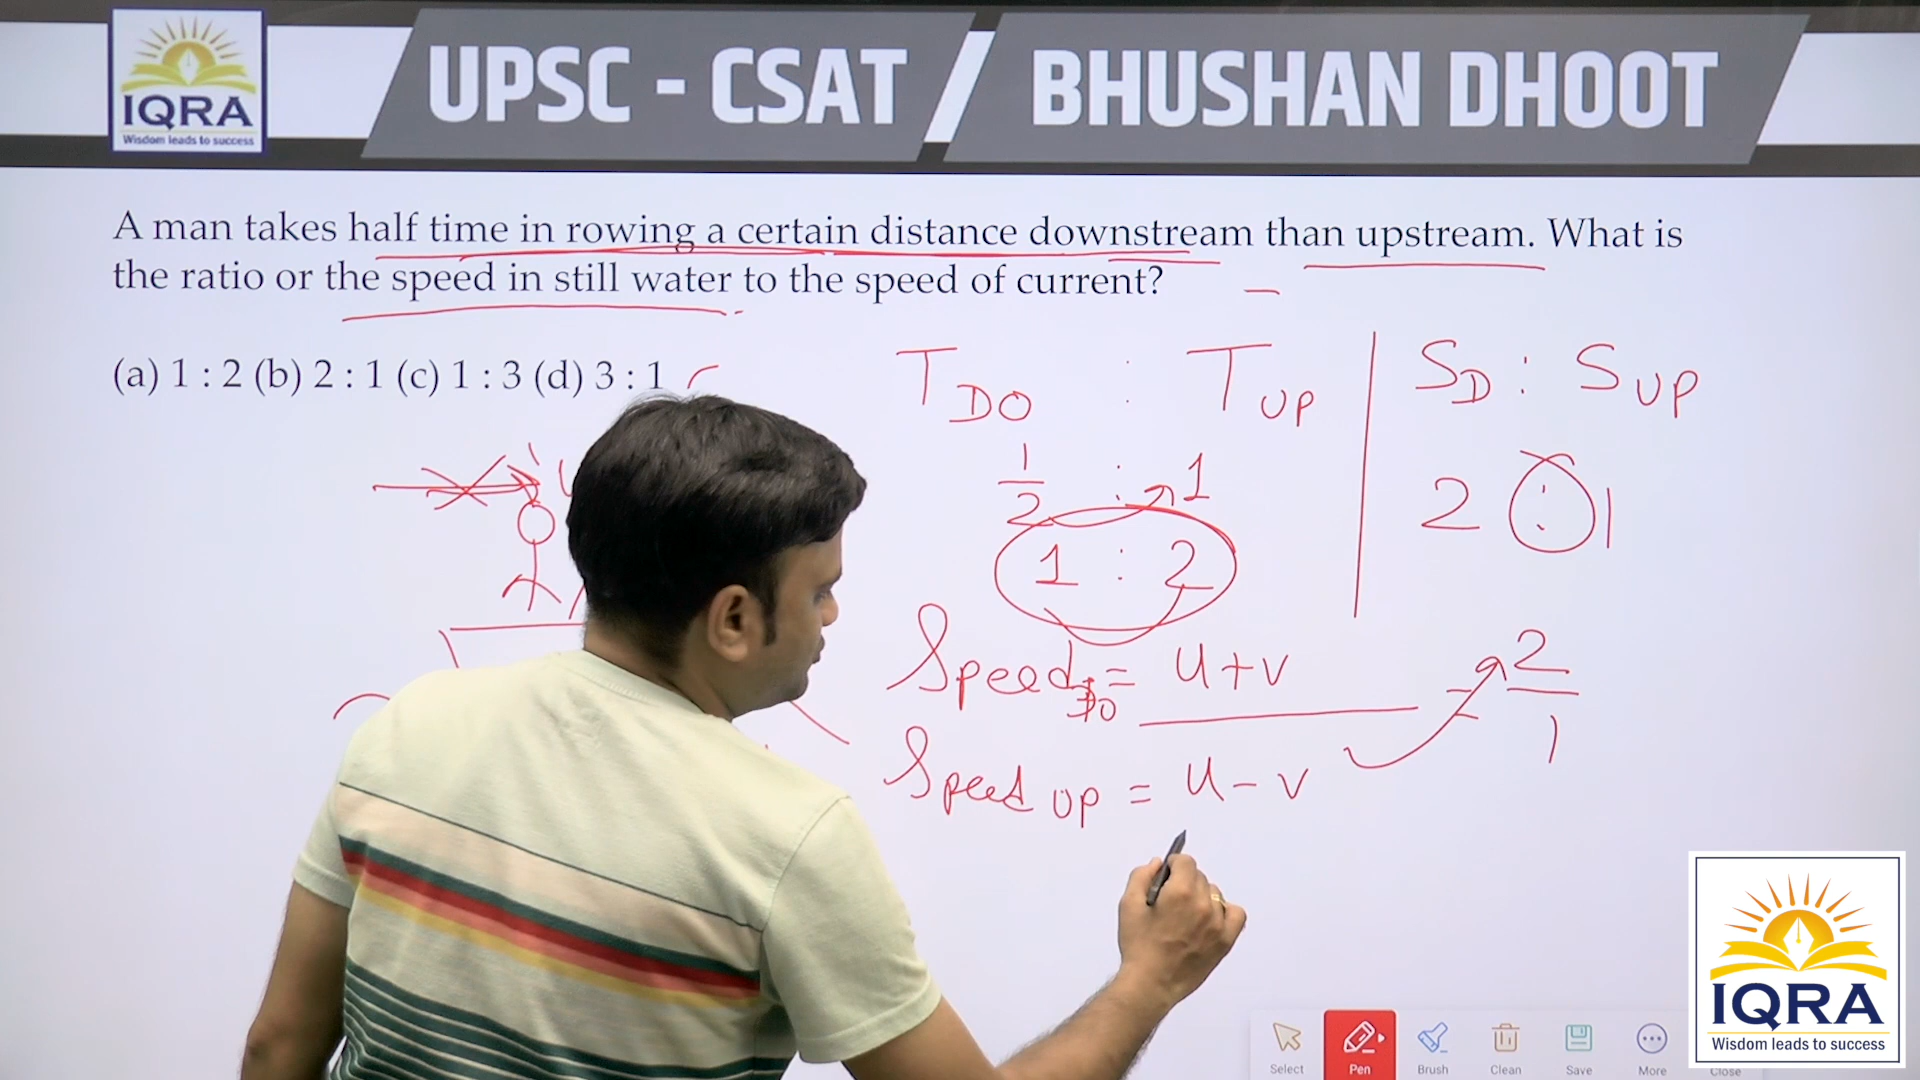 IQRA
Wisdom leads to success
UPSC - CSAT / BHUSHAN DHOOT
A man takes half time in rowing a certain distance downstream than upstream. What is
the ratio or the speed in still water to the speed of current?
(a) 1 : 2 (b) 2 : 1 (c) 1 : 3 (d) 3 : 1
T DO : T UP
1/2 : 1
1 : 2
S D : S UP
2 : 1
Speed DO = u+v
Speed UP = u-v
= 2/1
Select Pen Brush Clean Save More Close
IQRA
Wisdom leads to success